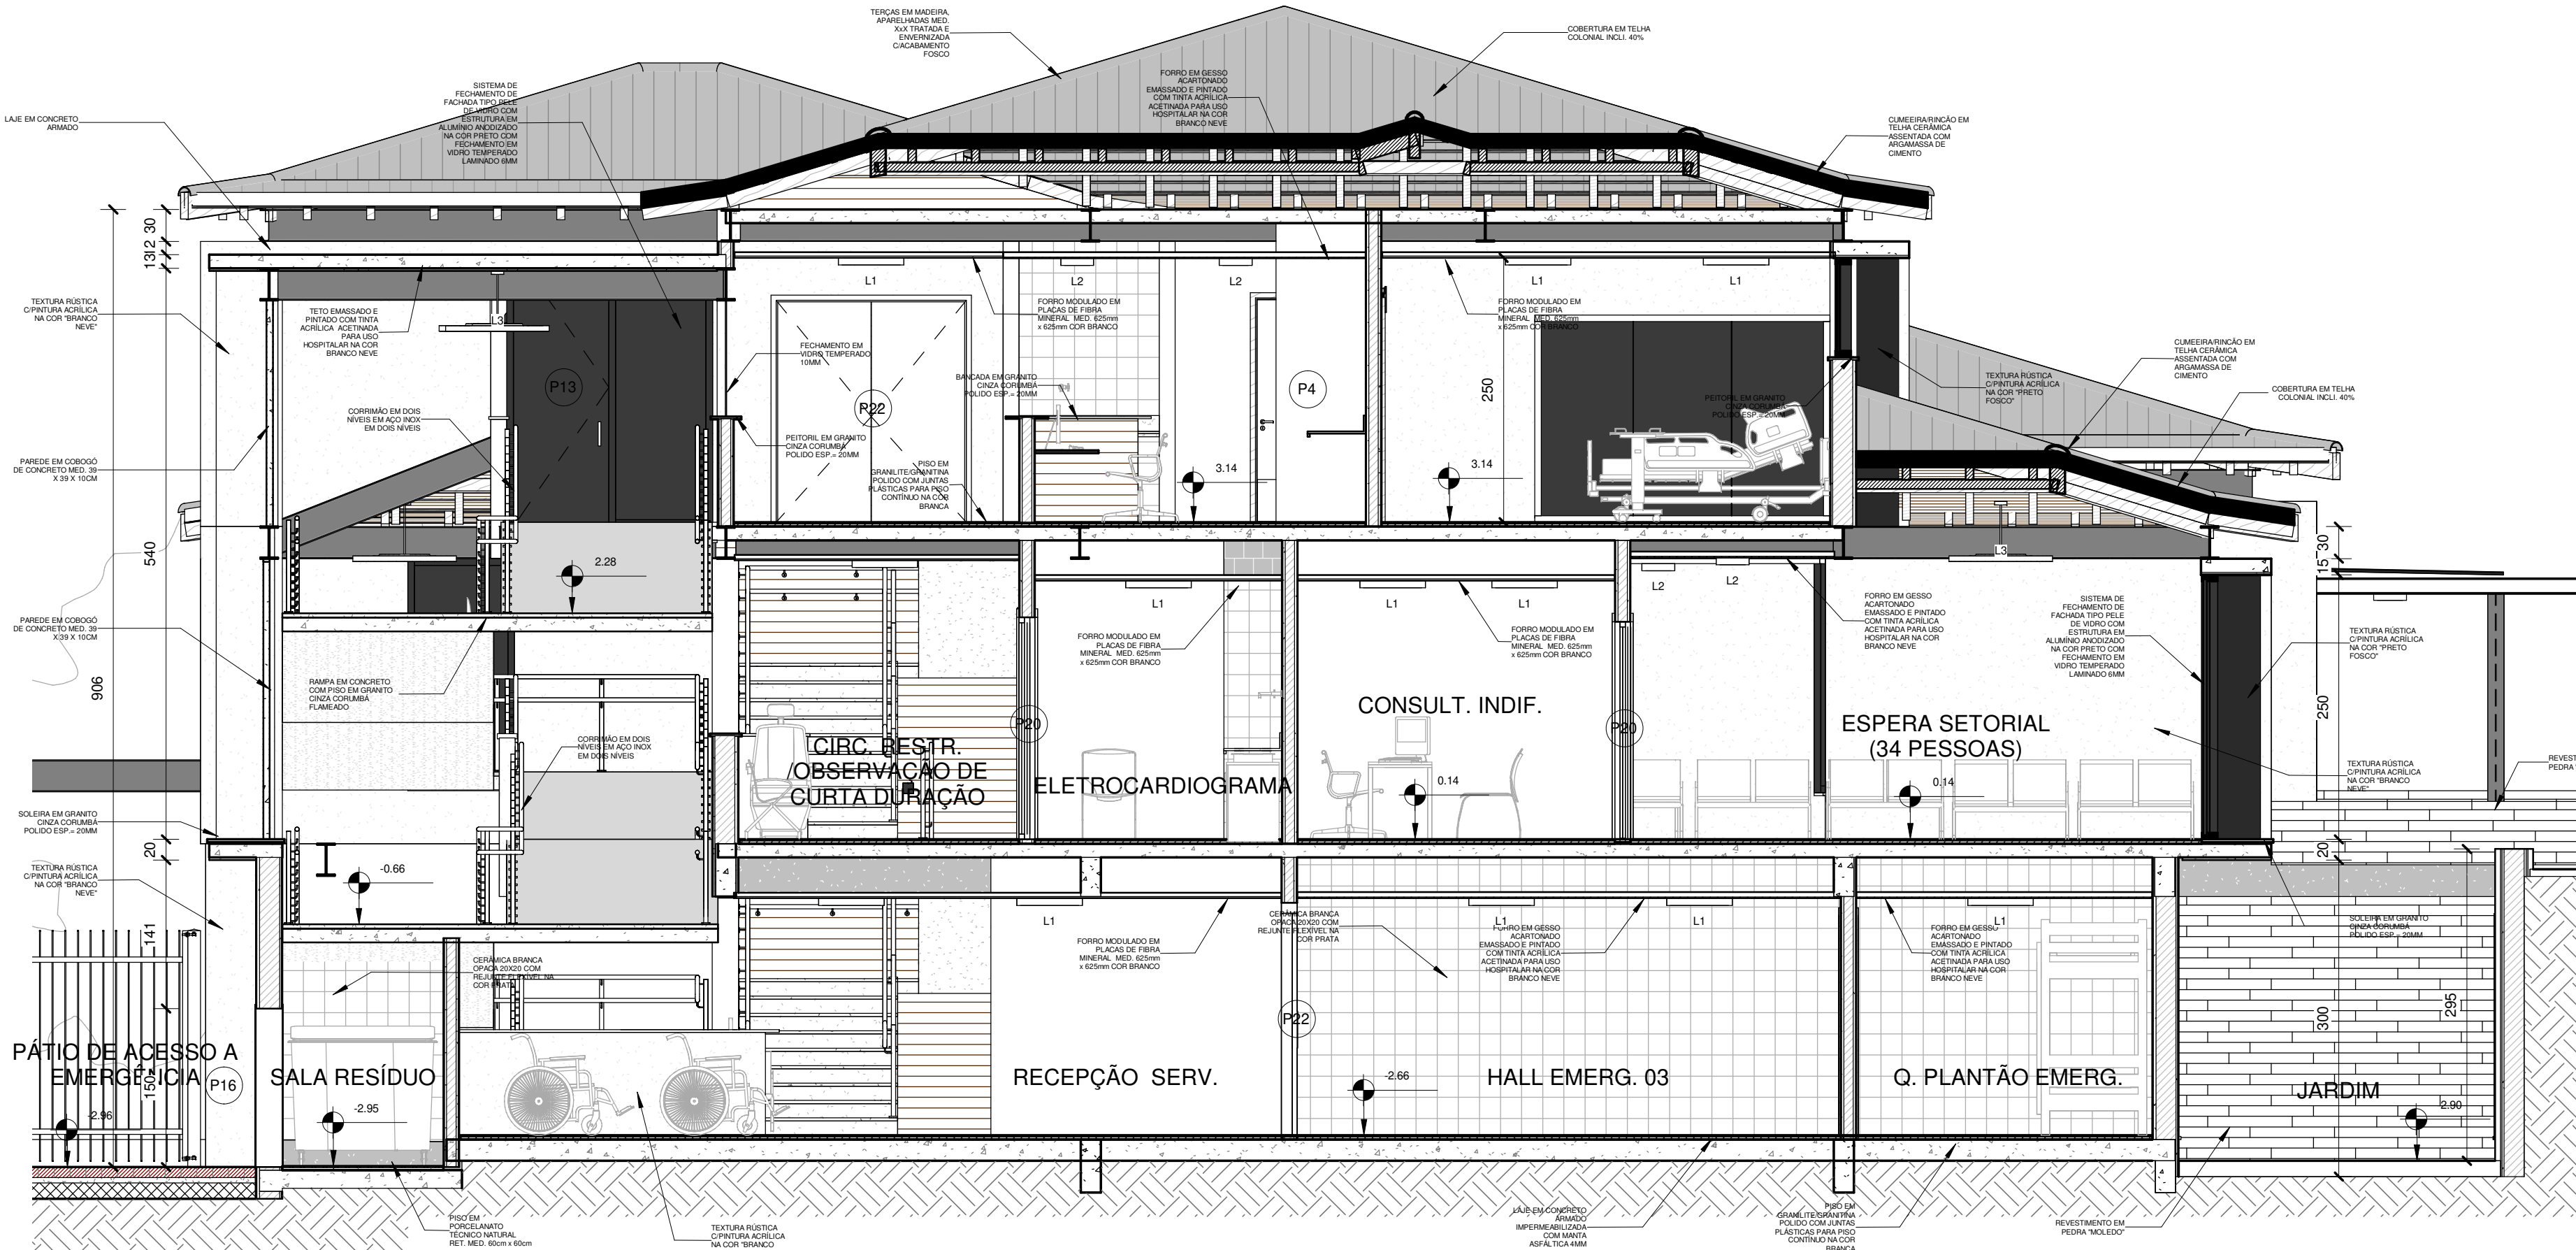 TERÇAS EM MADEIRA,
APARELHADAS MED.
XxX TRATADA E
ENVERNIZADA
C/ACABAMENTO
FOSCO
COBERTURA EM TELHA
COLONIAL INCLI. 40%
SISTEMA DE
FECHAMENTO DE
FACHADA TIPO PELE
DE VIDRO COM
ESTRUTURA EM
ALUMÍNIO ANODIZADO
NA COR PRETO COM
FECHAMENTO EM
VIDRO TEMPERADO
LAMINADO 6MM
FORRO EM GESSO
ACARTONADO
EMASSADO E PINTADO
COM TINTA ACRÍLICA
ACETINADA PARA USO
HOSPITALAR NA COR
BRANCO NEVE
LAJE EM CONCRETO
ARMADO
CUMEEIRA/RINCÃO EM
TELHA CERÂMICA
ASSENTADA COM
ARGAMASSA DE
CIMENTO
30
12
13
540
906
20
141
150
TEXTURA RÚSTICA
C/PINTURA ACRÍLICA
NA COR "BRANCO
NEVE"
TETO EMASSADO E
PINTADO COM TINTA
ACRÍLICA ACETINADA
PARA USO
HOSPITALAR NA COR
BRANCO NEVE
L3
P13
L1
L2
L2
L1
L1
FORRO MODULADO EM
PLACAS DE FIBRA
MINERAL MED. 625mm
x 625mm COR BRANCO
FORRO MODULADO EM
PLACAS DE FIBRA
MINERAL MED. 625mm
x 625mm COR BRANCO
FECHAMENTO EM
VIDRO TEMPERADO
10MM
P22
BANCADA EM GRANITO
CINZA CORUMBÁ
POLIDO ESP.= 20MM
P4
250
PEITORIL EM GRANITO
CINZA CORUMBÁ
POLIDO ESP.= 20MM
TEXTURA RÚSTICA
C/PINTURA ACRÍLICA
NA COR "PRETO
FOSCO"
CUMEEIRA/RINCÃO EM
TELHA CERÂMICA
ASSENTADA COM
ARGAMASSA DE
CIMENTO
COBERTURA EM TELHA
COLONIAL INCLI. 40%
CORRIMÃO EM DOIS
NÍVEIS EM AÇO INOX
EM DOIS NÍVEIS
PEITORIL EM GRANITO
CINZA CORUMBÁ
POLIDO ESP.= 20MM
PISO EM
GRANILITE/GRANITINA
POLIDO COM JUNTAS
PLÁSTICAS PARA PISO
CONTÍNUO NA COR
BRANCA
3.14
3.14
PAREDE EM COBOGÓ
DE CONCRETO MED. 39
X 39 X 10CM
2.28
L1
L1
L1
L2
L2
L3
30
15
250
PAREDE EM COBOGÓ
DE CONCRETO MED. 39
X 39 X 10CM
FORRO MODULADO EM
PLACAS DE FIBRA
MINERAL MED. 625mm
x 625mm COR BRANCO
FORRO MODULADO EM
PLACAS DE FIBRA
MINERAL MED. 625mm
x 625mm COR BRANCO
FORRO EM GESSO
ACARTONADO
EMASSADO E PINTADO
COM TINTA ACRÍLICA
ACETINADA PARA USO
HOSPITALAR NA COR
BRANCO NEVE
SISTEMA DE
FECHAMENTO DE
FACHADA TIPO PELE
DE VIDRO COM
ESTRUTURA EM
ALUMÍNIO ANODIZADO
NA COR PRETO COM
FECHAMENTO EM
VIDRO TEMPERADO
LAMINADO 6MM
TEXTURA RÚSTICA
C/PINTURA ACRÍLICA
NA COR "PRETO
FOSCO"
RAMPA EM CONCRETO
COM PISO EM GRANITO
CINZA CORUMBÁ
FLAMEADO
CORRIMÃO EM DOIS
NÍVEIS EM AÇO INOX
EM DOIS NÍVEIS
CIRC. RESTR.
/OBSERVAÇÃO DE
CURTA DURAÇÃO
P20
ELETROCARDIOGRAMA
CONSULT. INDIF.
P20
ESPERA SETORIAL
(34 PESSOAS)
0.14
0.14
TEXTURA RÚSTICA
C/PINTURA ACRÍLICA
NA COR "BRANCO
NEVE"
REVEST
PEDRA
SOLEIRA EM GRANITO
CINZA CORUMBÁ
POLIDO ESP.= 20MM
TEXTURA RÚSTICA
C/PINTURA ACRÍLICA
NA COR "BRANCO
NEVE"
-0.66
20
300
295
L1
L1
L1
L1
CERÂMICA BRANCA
OPACA 20X20 COM
REJUNTE FLEXÍVEL NA
COR PRATA
FORRO MODULADO EM
PLACAS DE FIBRA
MINERAL MED. 625mm
x 625mm COR BRANCO
CERÂMICA BRANCA
OPACA 20X20 COM
REJUNTE FLEXÍVEL NA
COR PRATA
FORRO EM GESSO
ACARTONADO
EMASSADO E PINTADO
COM TINTA ACRÍLICA
ACETINADA PARA USO
HOSPITALAR NA COR
BRANCO NEVE
FORRO EM GESSO
ACARTONADO
EMASSADO E PINTADO
COM TINTA ACRÍLICA
ACETINADA PARA USO
HOSPITALAR NA COR
BRANCO NEVE
SOLEIRA EM GRANITO
CINZA CORUMBÁ
POLIDO ESP.= 20MM
PÁTIO DE ACESSO A
EMERGÊNCIA
P16
SALA RESÍDUO
RECEPÇÃO SERV.
P22
HALL EMERG. 03
Q. PLANTÃO EMERG.
JARDIM
-2.96
-2.95
-2.66
-2.90
PISO EM
PORCELANATO
TÉCNICO NATURAL
RET. MED. 60cm x 60cm
TEXTURA RÚSTICA
C/PINTURA ACRÍLICA
NA COR "BRANCO
LAJE EM CONCRETO
ARMADO
IMPERMEABILIZADA
COM MANTA
ASFÁLTICA 4MM
PISO EM
GRANILITE/GRANITINA
POLIDO COM JUNTAS
PLÁSTICAS PARA PISO
CONTÍNUO NA COR
BRANCA
REVESTIMENTO EM
PEDRA "MOLEDO"